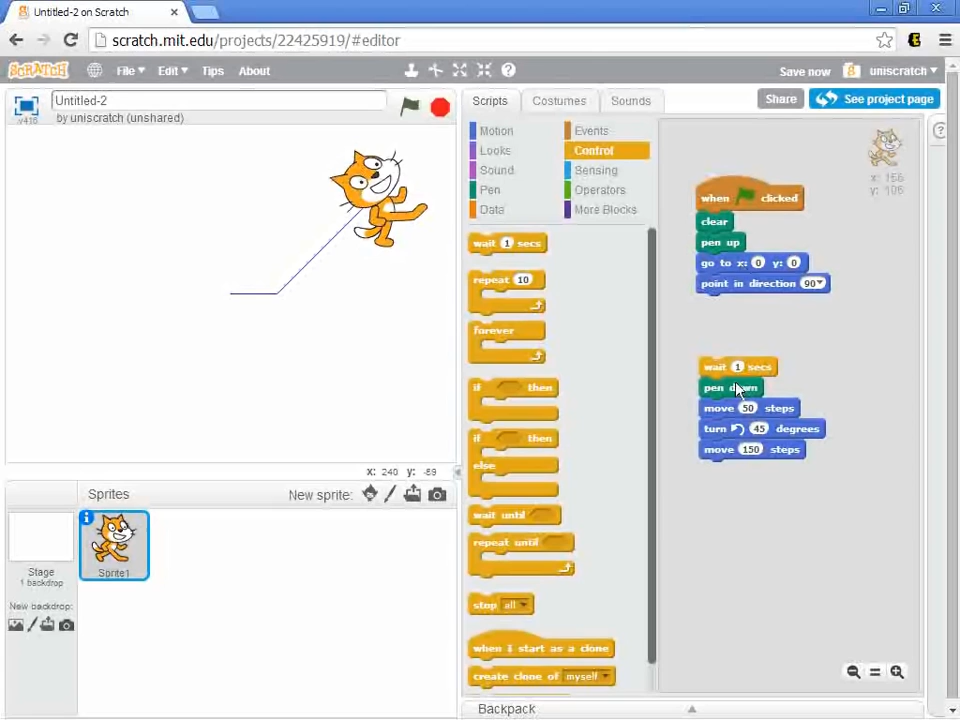 Untitled-2 on Scratch
scratch.mit.edu/projects/22425919/#editor
SCRATCH File Edit Tips About Save now uniscratch
Untitled-2
by uniscratch (unshared)
v416
Scripts Costumes Sounds Share See project page
Motion Events
Looks Control
Sound Sensing
Pen Operators
Data More Blocks
wait 1 secs
repeat 10
forever
if then
if then
else
wait until
repeat until
stop all
when I start as a clone
create clone of myself
x: 156
y: 106
when clicked
clear
pen up
go to x: 0 y: 0
point in direction 90
wait 1 secs
pen down
move 50 steps
turn 45 degrees
move 150 steps
x: 240 y: -59
Sprites New sprite:
Stage
1 backdrop
New backdrop:
Sprite1
Backpack